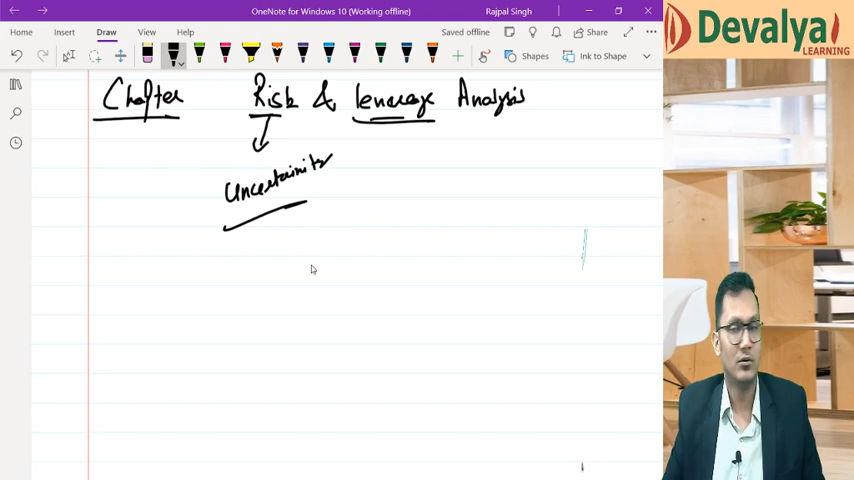 OneNote for Windows 10 (Working offline)
Rajpal Singh
Home Insert Draw View Help
Saved offline
Share
Shapes
Ink to Shape
Chapter Risk & leverage Analysis
Uncertainity
Devalya
LEARNING